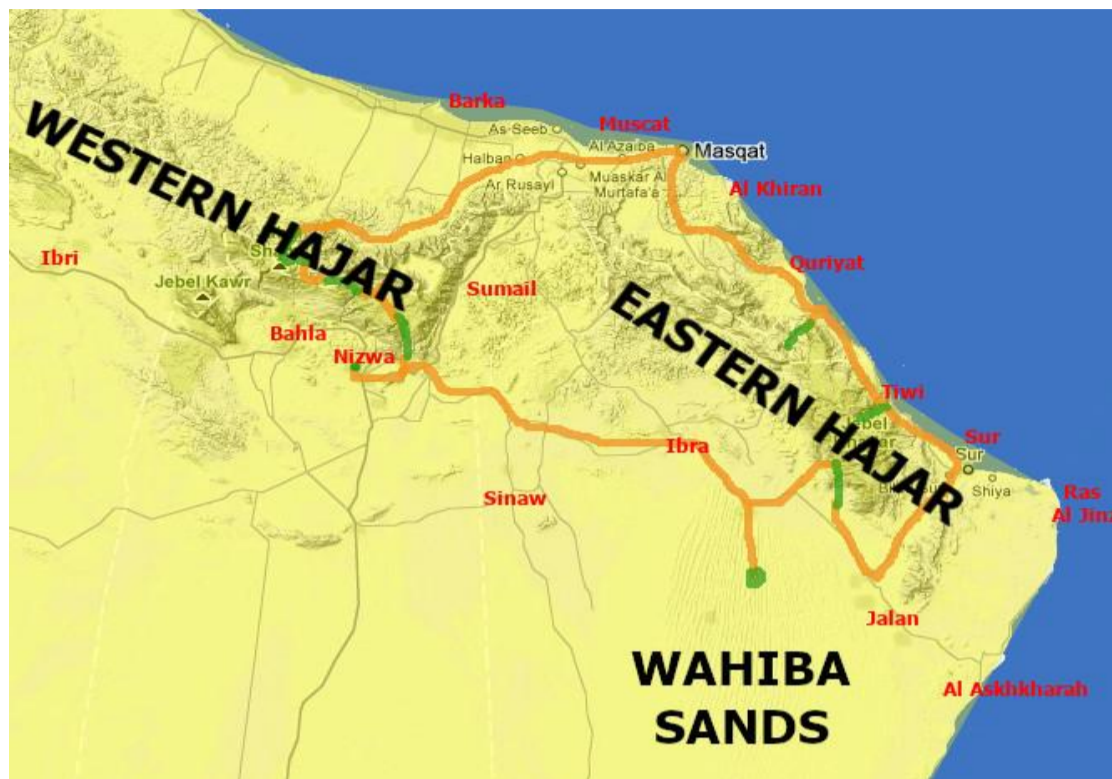 Barka
As Seeb
Muscat
Al Azaiba
Masqat
WESTERN HAJAR
Halban
Ar Rusayl
Muaskar Al
Murtafa'a
Al Khiran
Ibri
Jebel Kawr
Sumail
Quriyat
EASTERN HAJAR
Bahla
Nizwa
Tiwi
Jebel
Ibra
Sur
Sur
Shiya
Sinaw
Ras
Al Jinz
Jalan
WAHIBA
SANDS
Al Askhkharah